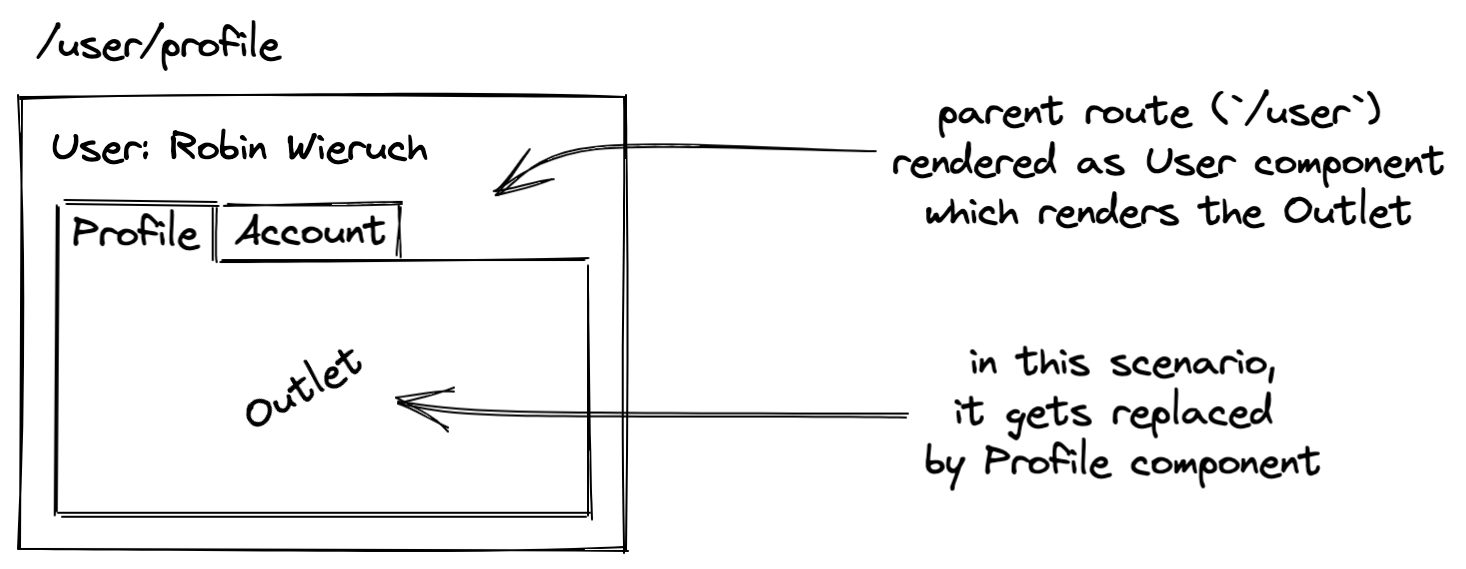 /user/profile
User: Robin Wieruch
Profile
Account
Outlet
parent route (`/user`)
rendered as User component
which renders the Outlet
in this scenario,
it gets replaced
by Profile component